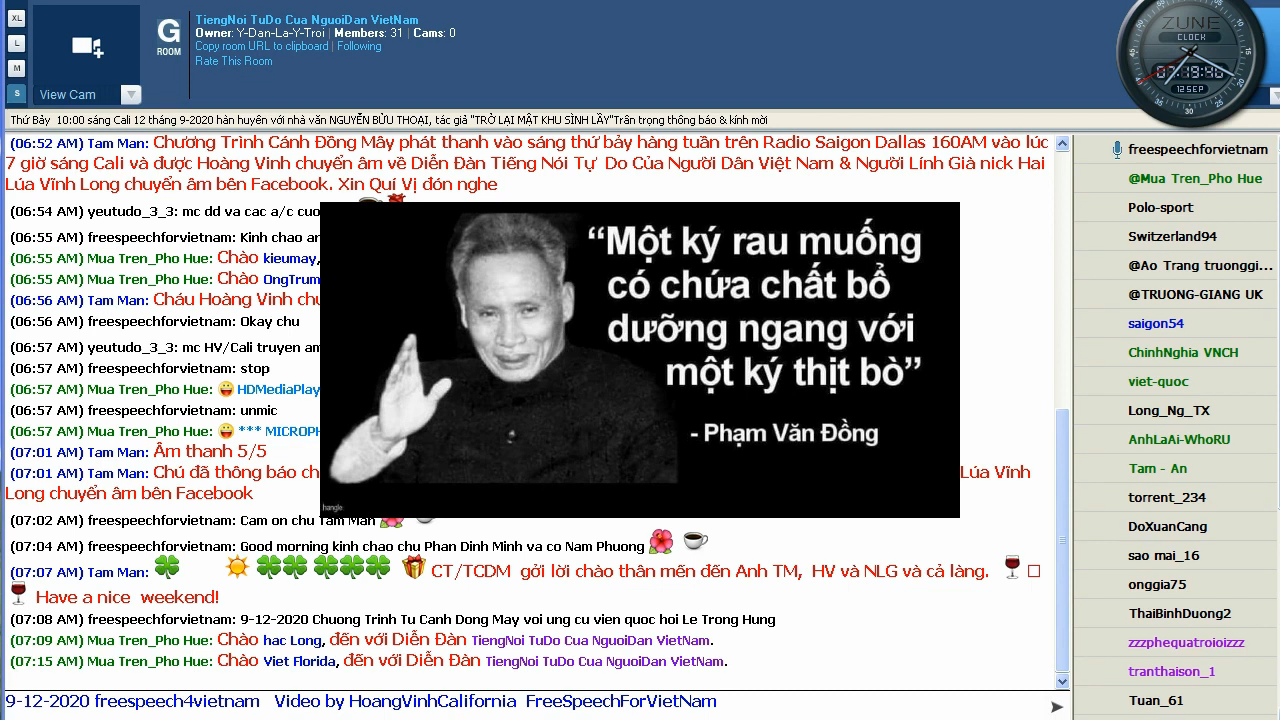 XL
L
M
S
View Cam
G
ROOM
TiengNoi TuDo Cua NguoiDan VietNam
Owner: Y-Dan-La-Y-Troi | Members: 31 | Cams: 0
Copy room URL to clipboard | Following
Rate This Room
ZUNE
CLOCK
07:19:46
12 SEP
Thứ Bảy 10:00 sáng Cali 12 tháng 9-2020 hàn huyên với nhà văn NGUYỄN BỬU THOẠI, tác giả "TRỞ LẠI MẬT KHU SÌNH LẦY"Trân trọng thông báo & kính mời
(06:52 AM) Tam Man: Chương Trình Cánh Đồng Mây phát thanh vào sáng thứ bảy hàng tuần trên Radio Saigon Dallas 160AM vào lúc
7 giờ sáng Cali và được Hoàng Vinh chuyển âm về Diễn Đàn Tiếng Nói Tự Do Của Người Dân Việt Nam & Người Lính Già nick Hai
Lúa Vĩnh Long chuyển âm bên Facebook. Xin Quí Vị đón nghe
(06:54 AM) yeutudo_3_3: mc dd va cac a/c cuo
(06:55 AM) freespeechforvietnam: Kinh chao ar
(06:55 AM) Mua Tren_Pho Hue: Chào kieumay,
(06:55 AM) Mua Tren_Pho Hue: Chào OngTrum
(06:56 AM) Tam Man: Cháu Hoàng Vinh chu
(06:56 AM) freespeechforvietnam: Okay chu
(06:57 AM) yeutudo_3_3: mc HV/Cali truyen am
(06:57 AM) freespeechforvietnam: stop
(06:57 AM) Mua Tren_Pho Hue: HDMediaPlay
(06:57 AM) freespeechforvietnam: unmic
(06:57 AM) Mua Tren_Pho Hue: *** MICROPH
(07:01 AM) Tam Man: Âm thanh 5/5
(07:01 AM) Tam Man: Chú đã thông báo ch Lúa Vĩnh
Long chuyển âm bên Facebook
(07:02 AM) freespeechforvietnam: Cam on chu Tam Man
(07:04 AM) freespeechforvietnam: Good morning kinh chao chu Phan Dinh Minh va co Nam Phuong
(07:07 AM) Tam Man: CT/TCDM gởi lời chào thân mến đến Anh TM, HV và NLG và cả làng.
Have a nice weekend!
(07:08 AM) freespeechforvietnam: 9-12-2020 Chuong Trinh Tu Canh Dong May voi ung cu vien quoc hoi Le Trong Hung
(07:09 AM) Mua Tren_Pho Hue: Chào hac Long, đến với Diễn Đàn TiengNoi TuDo Cua NguoiDan VietNam.
(07:15 AM) Mua Tren_Pho Hue: Chào Viet Florida, đến với Diễn Đàn TiengNoi TuDo Cua NguoiDan VietNam.
9-12-2020 freespeech4vietnam Video by HoangVinhCalifornia FreeSpeechForVietNam
“Một ký rau muống
có chứa chất bổ
dưỡng ngang với
một ký thịt bò”
- Phạm Văn Đồng
hangle
freespeechforvietnam
@Mua Tren_Pho Hue
Polo-sport
Switzerland94
@Ao Trang truonggi...
@TRUONG-GIANG UK
saigon54
ChinhNghia VNCH
viet-quoc
Long_Ng_TX
AnhLaAi-WhoRU
Tam - An
torrent_234
DoXuanCang
sao mai_16
onggia75
ThaiBinhDuong2
zzzphequatroioizzz
tranthaison_1
Tuan_61